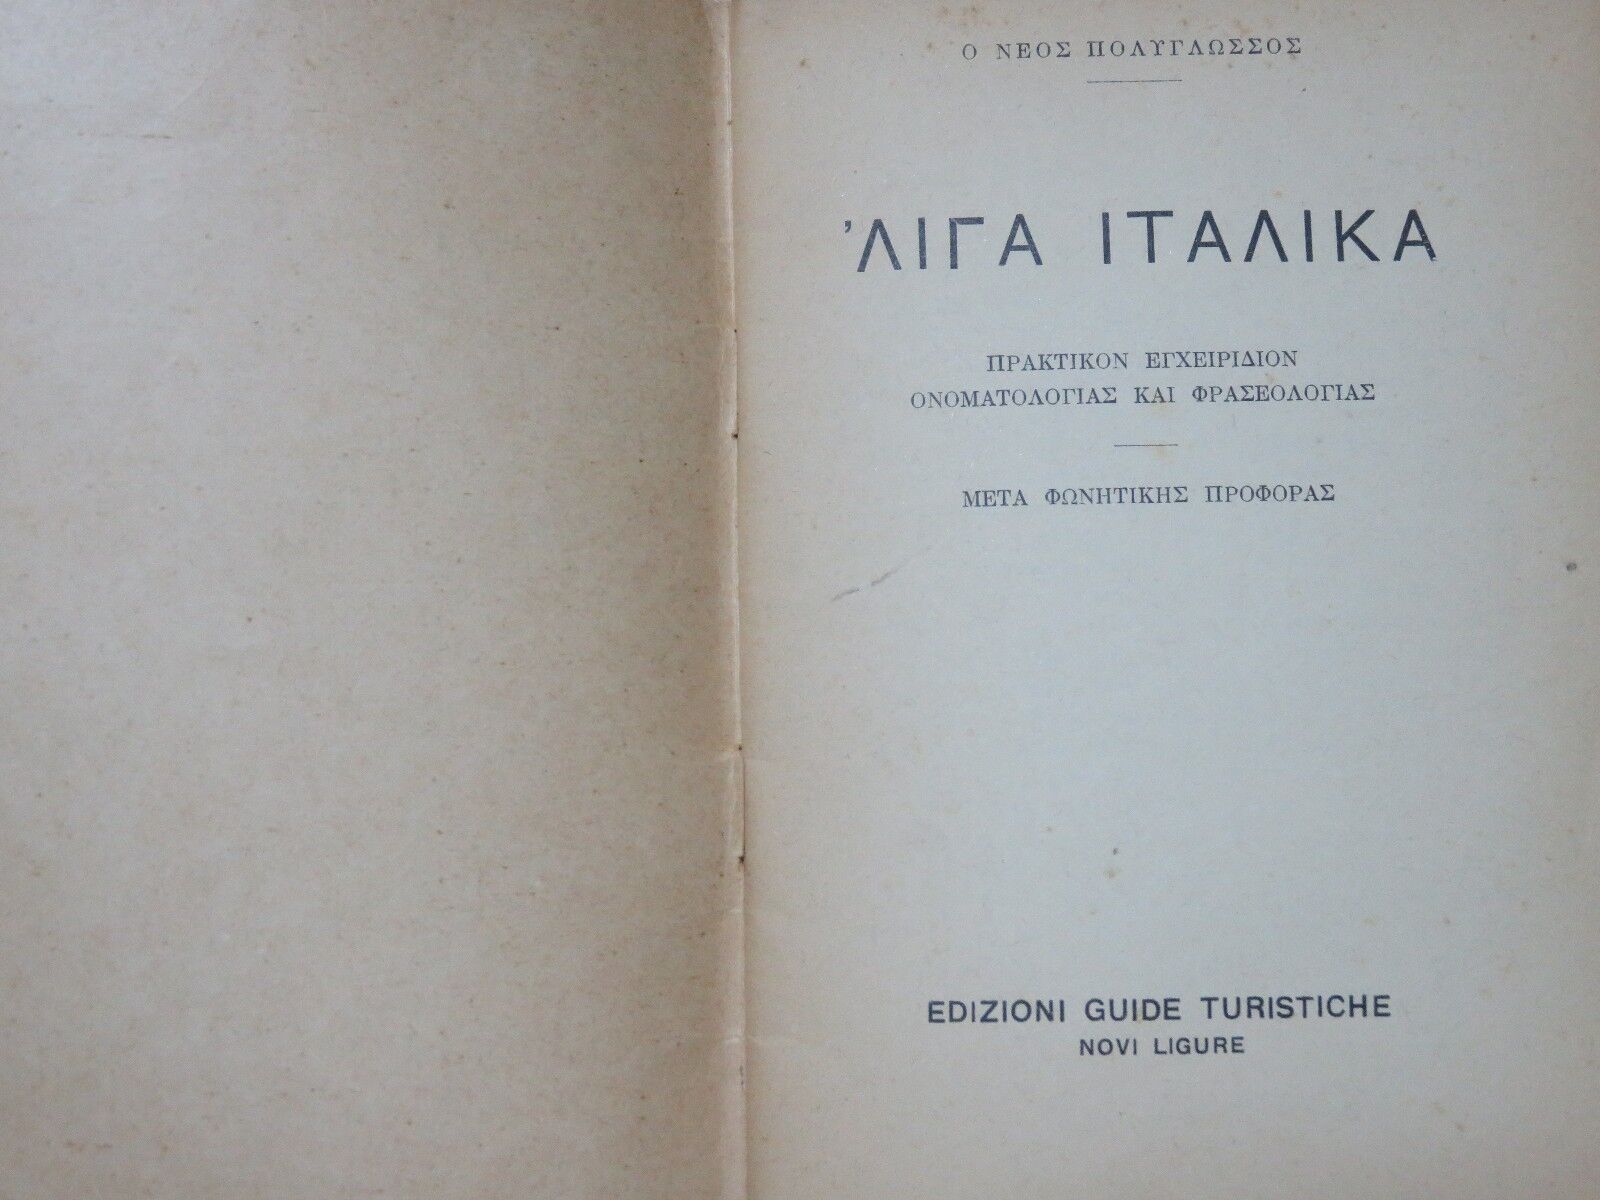 Ο ΝΕΟΣ ΠΟΛΥΓΛΩΣΣΟΣ
'ΛΙΓΑ ΙΤΑΛΙΚΑ
ΠΡΑΚΤΙΚΟΝ ΕΓΧΕΙΡΙΔΙΟΝ
ΟΝΟΜΑΤΟΛΟΓΙΑΣ ΚΑΙ ΦΡΑΣΕΟΛΟΓΙΑΣ
ΜΕΤΑ ΦΩΝΗΤΙΚΗΣ ΠΡΟΦΟΡΑΣ
EDIZIONI GUIDE TURISTICHE
NOVI LIGURE